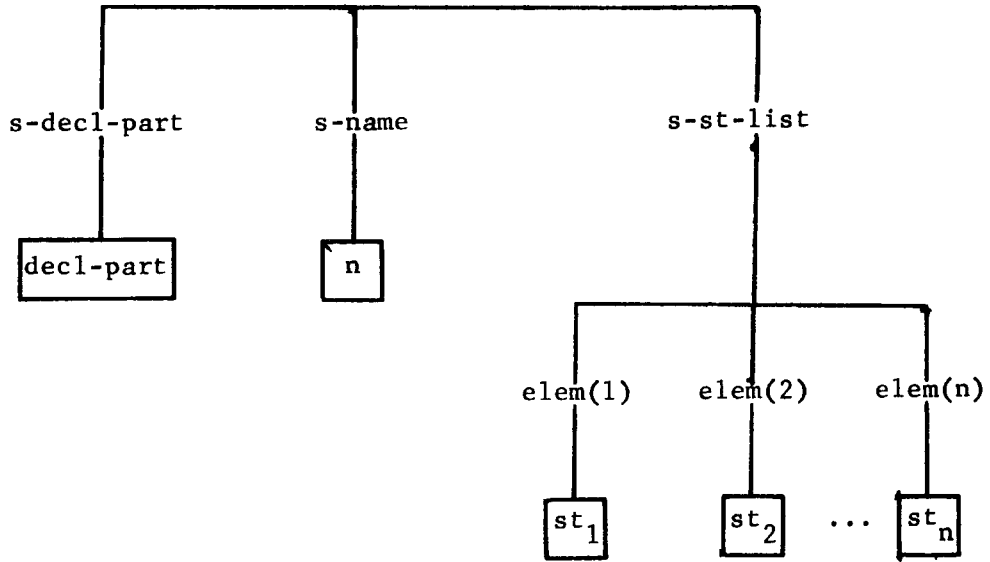 s-decl-part s-name s-st-list
decl-part n
elem(1) elem(2) elem(n)
st1 st2 ... stn